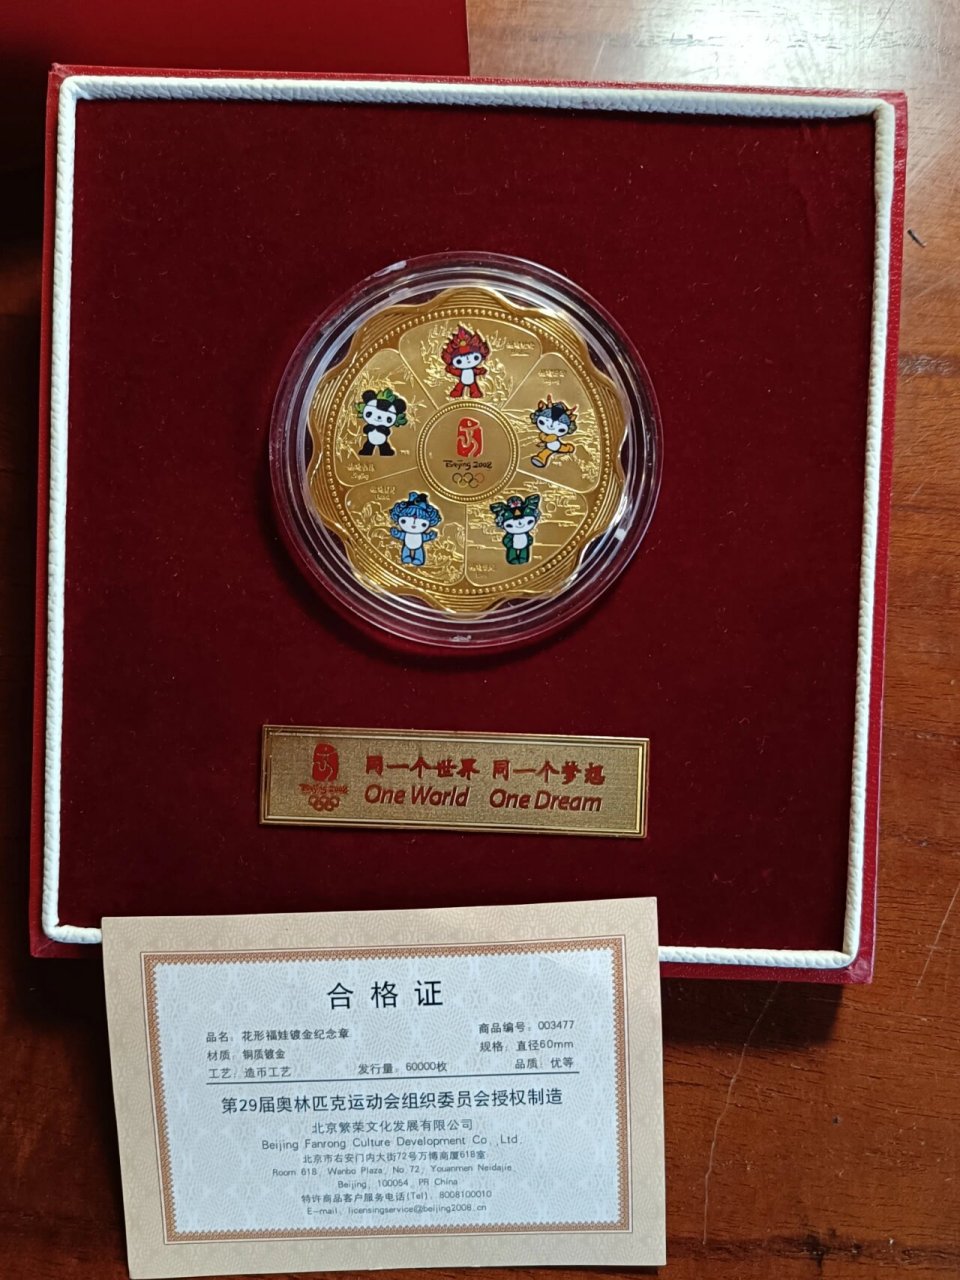 Beijing 2008
Beijing 2008
同一个世界 同一个梦想
One World One Dream
合格证
品名：花形福娃镀金纪念章
商品编号：003477
材质：铜质镀金
规格：直径60mm
工艺：造币工艺
发行量：60000枚
品质：优等
第29届奥林匹克运动会组织委员会授权制造
北京繁荣文化发展有限公司
Beijing Fanrong Culture Development Co.,Ltd.
北京市右安门内大街72号万博商厦618室
Room 618, Wanbo Plaza, No 72, Youanmen Neidajie,
Beijing, 100054, PR China
特许商品客户服务电话(Tel)：8008100010
E-mail：licensingservice@beijing2008.cn